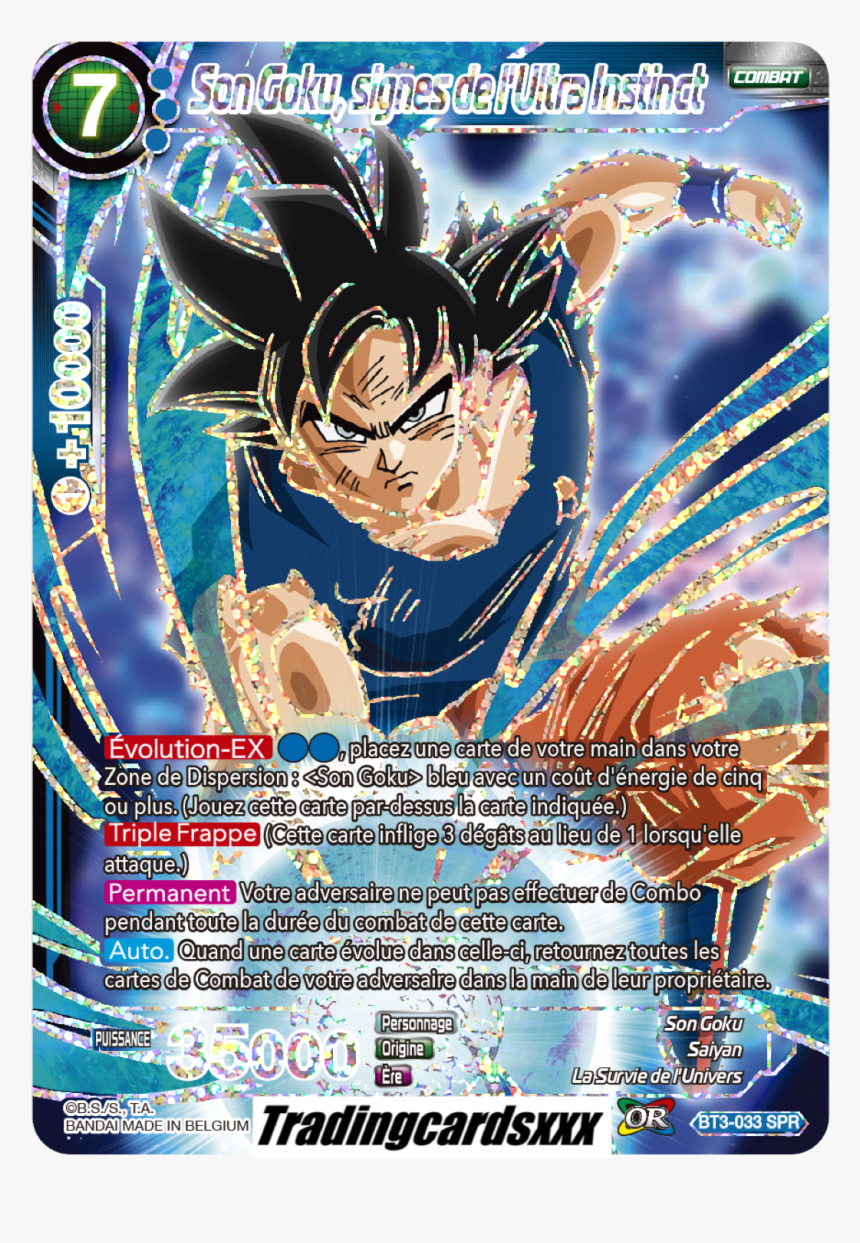 7
Son Goku, signes de l'Ultra Instinct
COMBAT
1 +10000
Évolution-EX , placez une carte de votre main dans votre
Zone de Dispersion : <Son Goku> bleu avec un coût d'énergie de cinq
ou plus. (Jouez cette carte par-dessus la carte indiquée.)
Triple Frappe (Cette carte inflige 3 dégâts au lieu de 1 lorsqu'elle
attaque.)
Permanent Votre adversaire ne peut pas effectuer de Combo
pendant toute la durée du combat de cette carte.
Auto. Quand une carte évolue dans celle-ci, retournez toutes les
cartes de Combat de votre adversaire dans la main de leur propriétaire.
PUISSANCE 35000
Personnage Son Goku
Origine Saiyan
Ère La Survie de l'Univers
©B.S./S., T.A.
BANDAI MADE IN BELGIUM
Tradingcardsxxx
OR
BT3-033 SPR